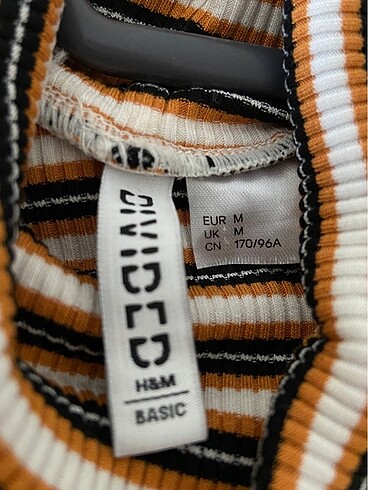 DIVIDED
H&M
BASIC
EUR M
UK M
CN 170/96A